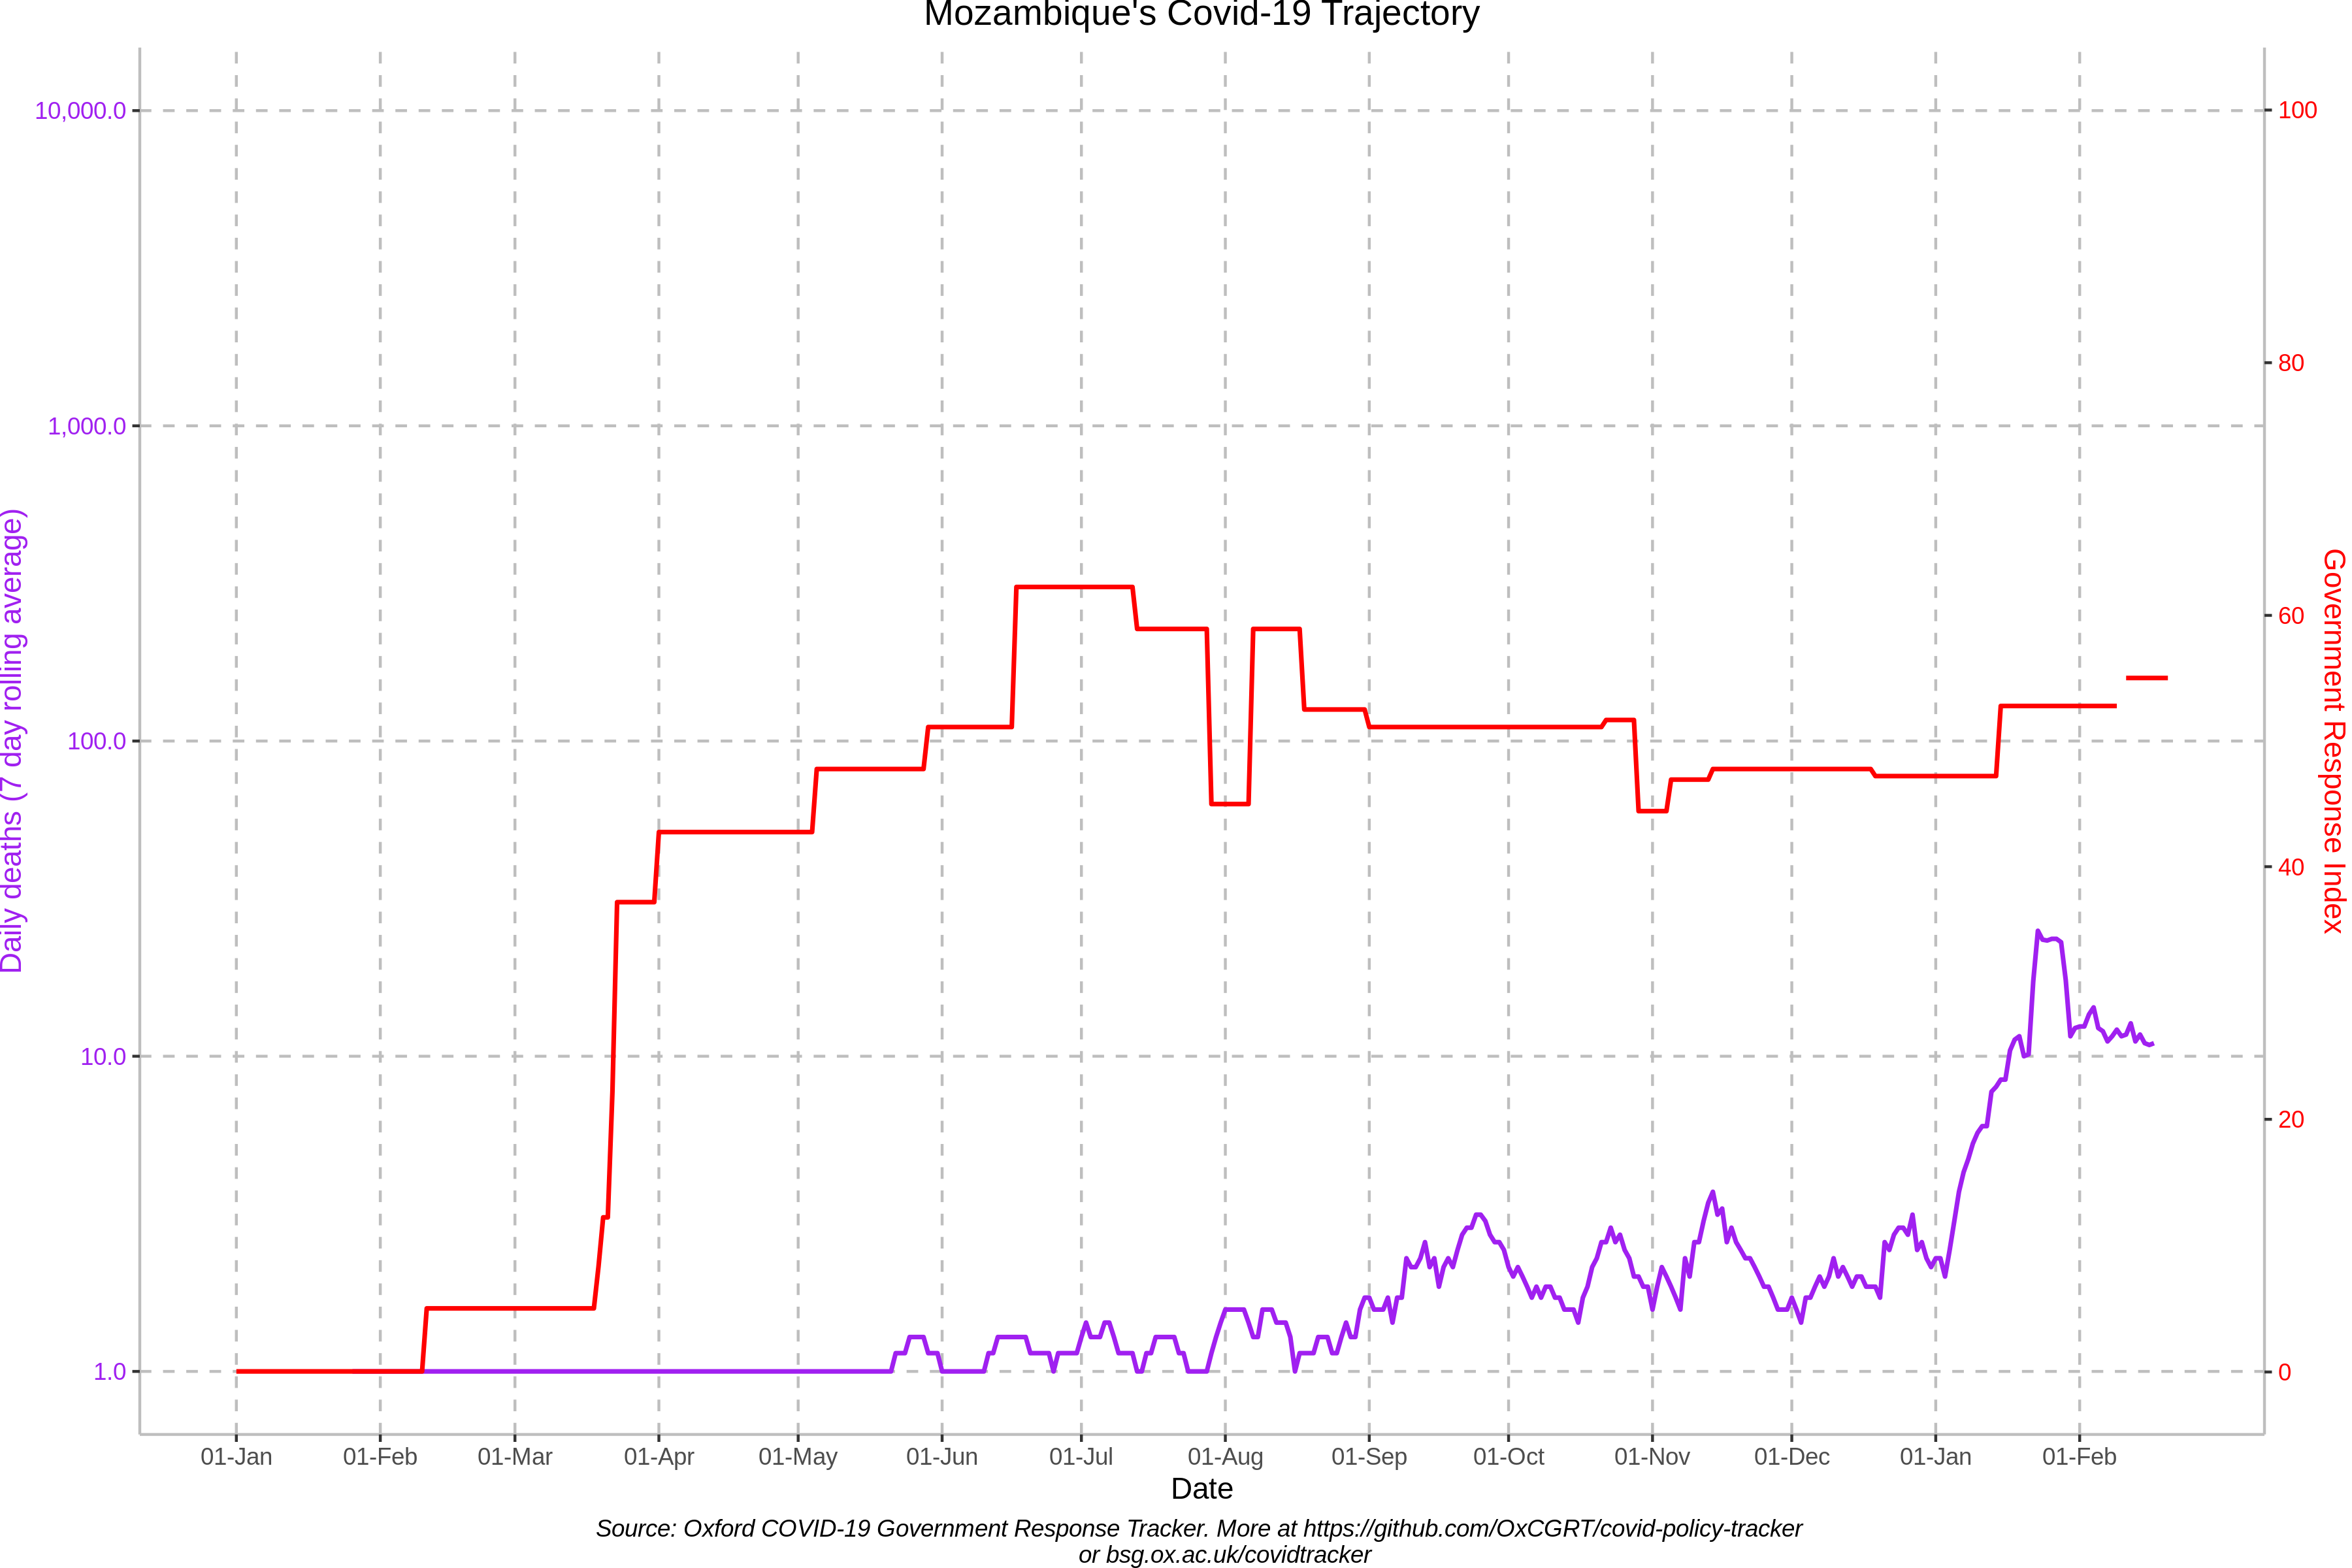 Mozambique's Covid-19 Trajectory
10,000.0
1,000.0
100.0
10.0
1.0
Daily deaths (7 day rolling average)
100
80
60
40
20
0
Government Response Index
01-Jan 01-Feb 01-Mar 01-Apr 01-May 01-Jun 01-Jul 01-Aug 01-Sep 01-Oct 01-Nov 01-Dec 01-Jan 01-Feb
Date
Source: Oxford COVID-19 Government Response Tracker. More at https://github.com/OxCGRT/covid-policy-tracker
or bsg.ox.ac.uk/covidtracker